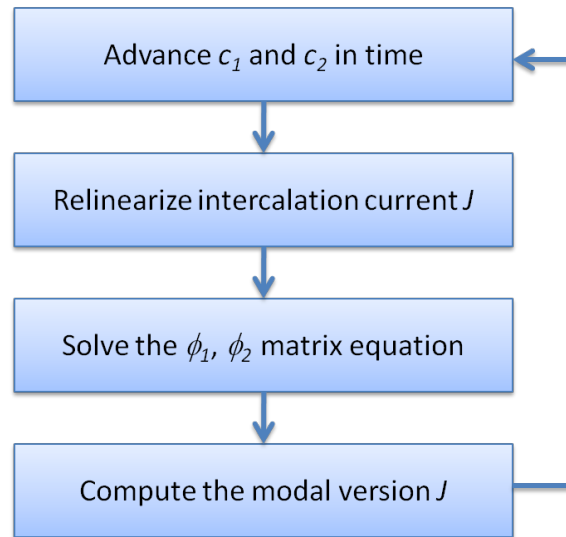 Advance c₁ and c₂ in time
Relinearize intercalation current J
Solve the ϕ₁, ϕ₂ matrix equation
Compute the modal version J